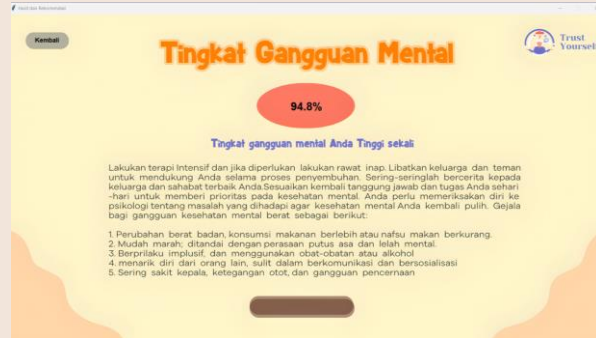 Hasil dan Rekomendasi
Kembali
Tingkat Gangguan Mental
Trust
Yourself
94.8%
Tingkat gangguan mental Anda Tinggi sekali
Lakukan terapi Intensif dan jika diperlukan lakukan rawat inap. Libatkan keluarga dan teman
untuk mendukung Anda selama proses penyembuhan. Sering-seringlah bercerita kepada
keluarga dan sahabat terbaik Anda.Sesuaikan kembali tanggung jawab dan tugas Anda sehari
-hari untuk memberi prioritas pada kesehatan mental. Anda perlu memeriksakan diri ke
psikologi tentang masalah yang dihadapi agar kesehatan mental Anda kembali pulih. Gejala
bagi gangguan kesehatan mental berat sebagai berikut:
1. Perubahan berat badan, konsumsi makanan berlebih atau nafsu makan berkurang.
2. Mudah marah; ditandai dengan perasaan putus asa dan lelah mental.
3. Berprilaku implusif, dan menggunakan obat-obatan atau alkohol
4. menarik diri dari orang lain, sulit dalam berkomunikasi dan bersosialisasi
5. Sering sakit kepala, ketegangan otot, dan gangguan pencernaan